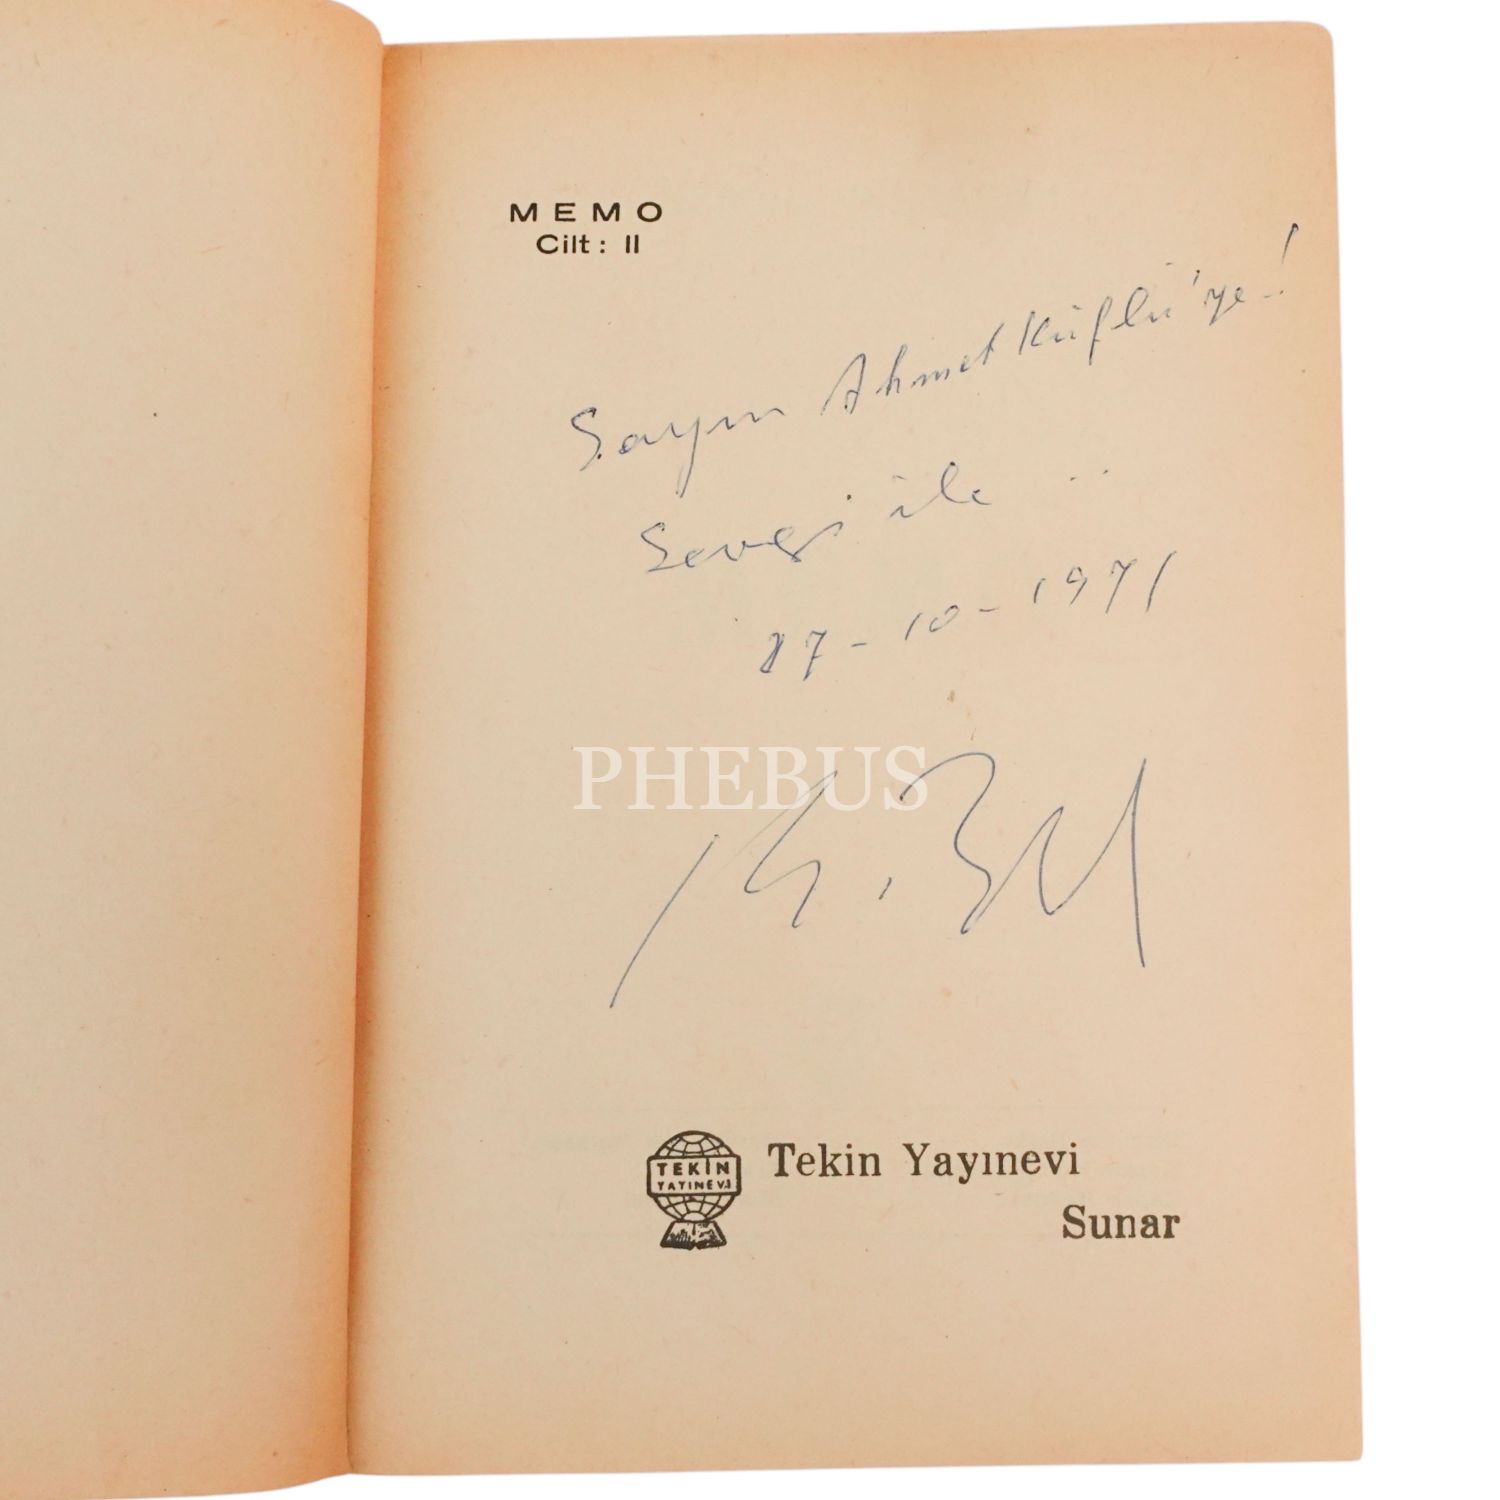 MEMO
Cilt: II
Sayın Ahmet Küflü'ye!
Sevgi ile
27-10-1971
PHEBUS
TEKİN
YAYINEVİ
Tekin Yayınevi
Sunar